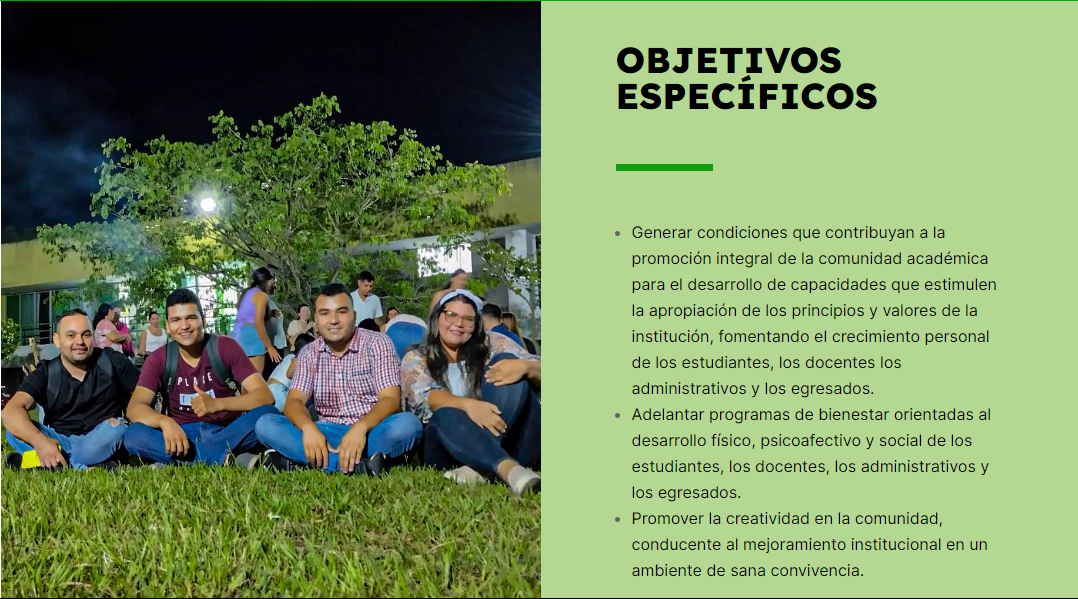 OBJETIVOS
ESPECÍFICOS
Generar condiciones que contribuyan a la
promoción integral de la comunidad académica
para el desarrollo de capacidades que estimulen
la apropiación de los principios y valores de la
institución, fomentando el crecimiento personal
de los estudiantes, los docentes los
administrativos y los egresados.
Adelantar programas de bienestar orientadas al
desarrollo físico, psicoafectivo y social de los
estudiantes, los docentes, los administrativos y
los egresados.
Promover la creatividad en la comunidad,
conducente al mejoramiento institucional en un
ambiente de sana convivencia.